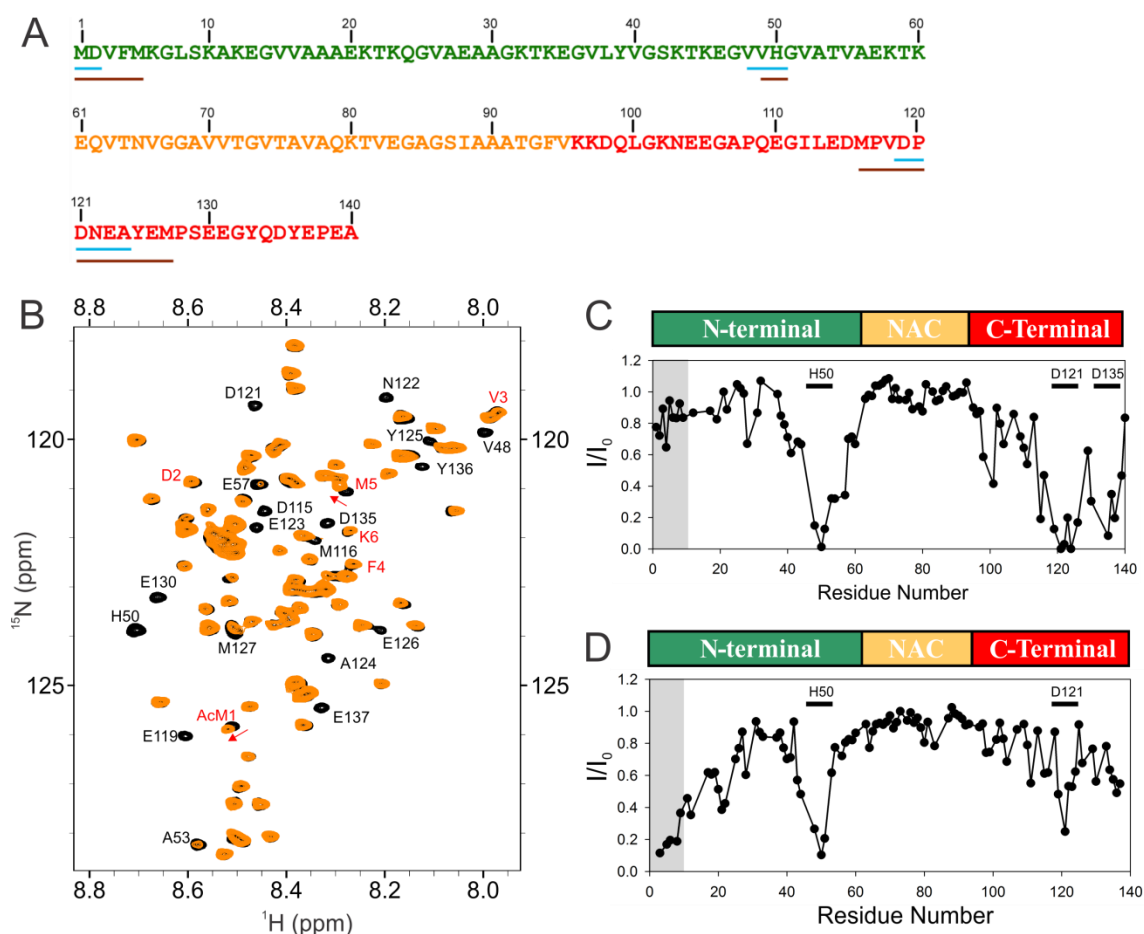 A
1 10 20 30 40 50 60
MDVFMKGLSKAKEGVVAAAEKTKQGVAEAAGKTKEGVLYVGSKTKEGVVHGVATVAEKTK
61 70 80 90 100 110 120
EQVTNVGGAVVTGVTAVAQKTVEGAGSIAAATGFVKKDQLGKNEEGAPQEGILEDMPVDP
121 130 140
DNEAYEMPSEEGYQDYEPEA
B
8.8 8.6 8.4 8.2 8.0
120
125
120
125
D121
N122
V3
Y125
V48
Y136
D2
E57
M5
D115
D135
E123
K6
M116
F4
E130
H50
M127
E126
A124
AcM1
E137
E119
A53
8.8 8.6 8.4 8.2 8.0
¹⁵N (ppm)
¹H (ppm)
C
N-terminal NAC C-Terminal
H50 D121 D135
1.2
1.0
0.8
0.6
0.4
0.2
0.0
I/I₀
0 20 40 60 80 100 120 140
Residue Number
D
N-terminal NAC C-Terminal
H50 D121
1.2
1.0
0.8
0.6
0.4
0.2
0.0
I/I₀
0 20 40 60 80 100 120 140
Residue Number